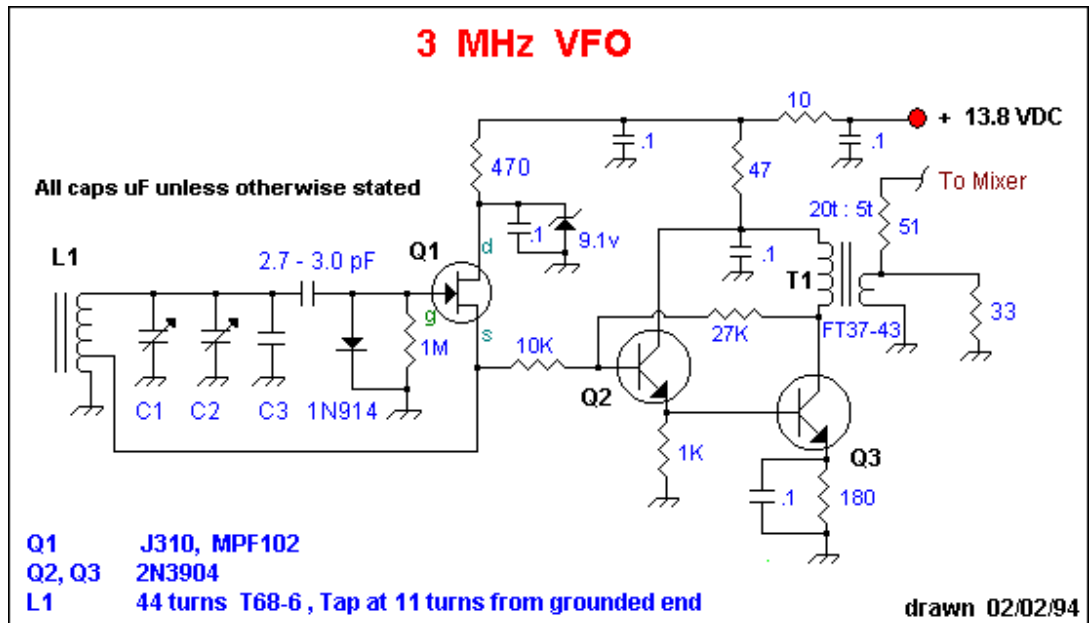 3 MHz VFO
10
+ 13.8 VDC
.1
.1
470
47
To Mixer
All caps uF unless otherwise stated
20t : 5t
51
.1
9.1v
d
Q1
L1
2.7 - 3.0 pF
.1
T1
g
s
1M
10K
27K
FT37-43
33
Q2
C1
C2
C3
1N914
1K
Q3
.1
180
Q1 J310, MPF102
Q2, Q3 2N3904
L1 44 turns T68-6 , Tap at 11 turns from grounded end
drawn 02/02/94